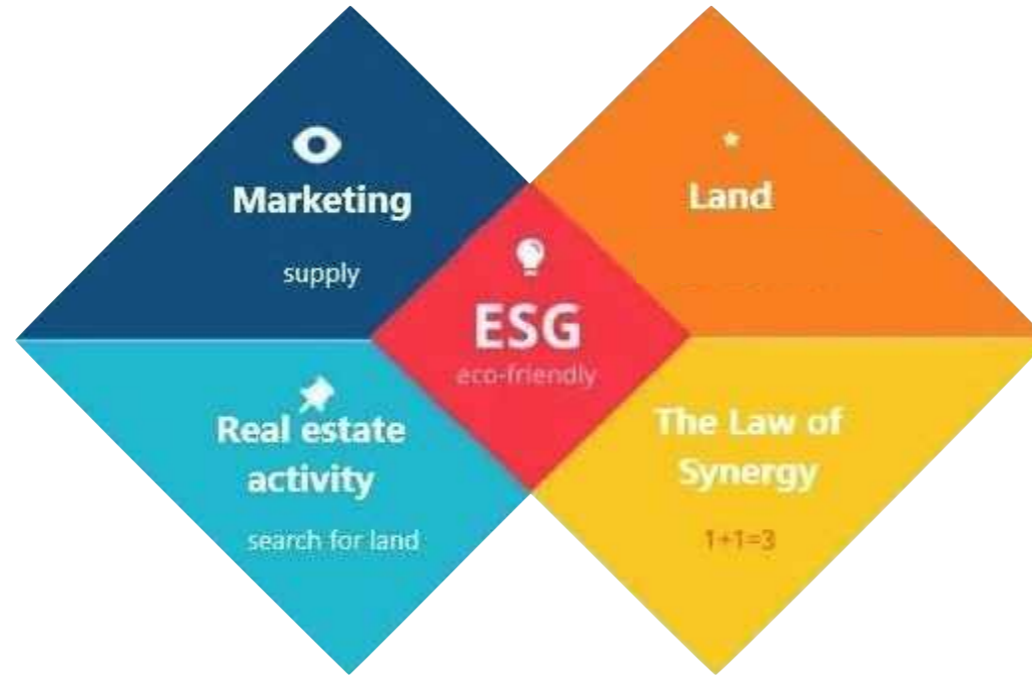 Marketing
supply
Land
ESG
eco-friendly
Real estate
activity
search for land
The Law of
Synergy
1+1=3